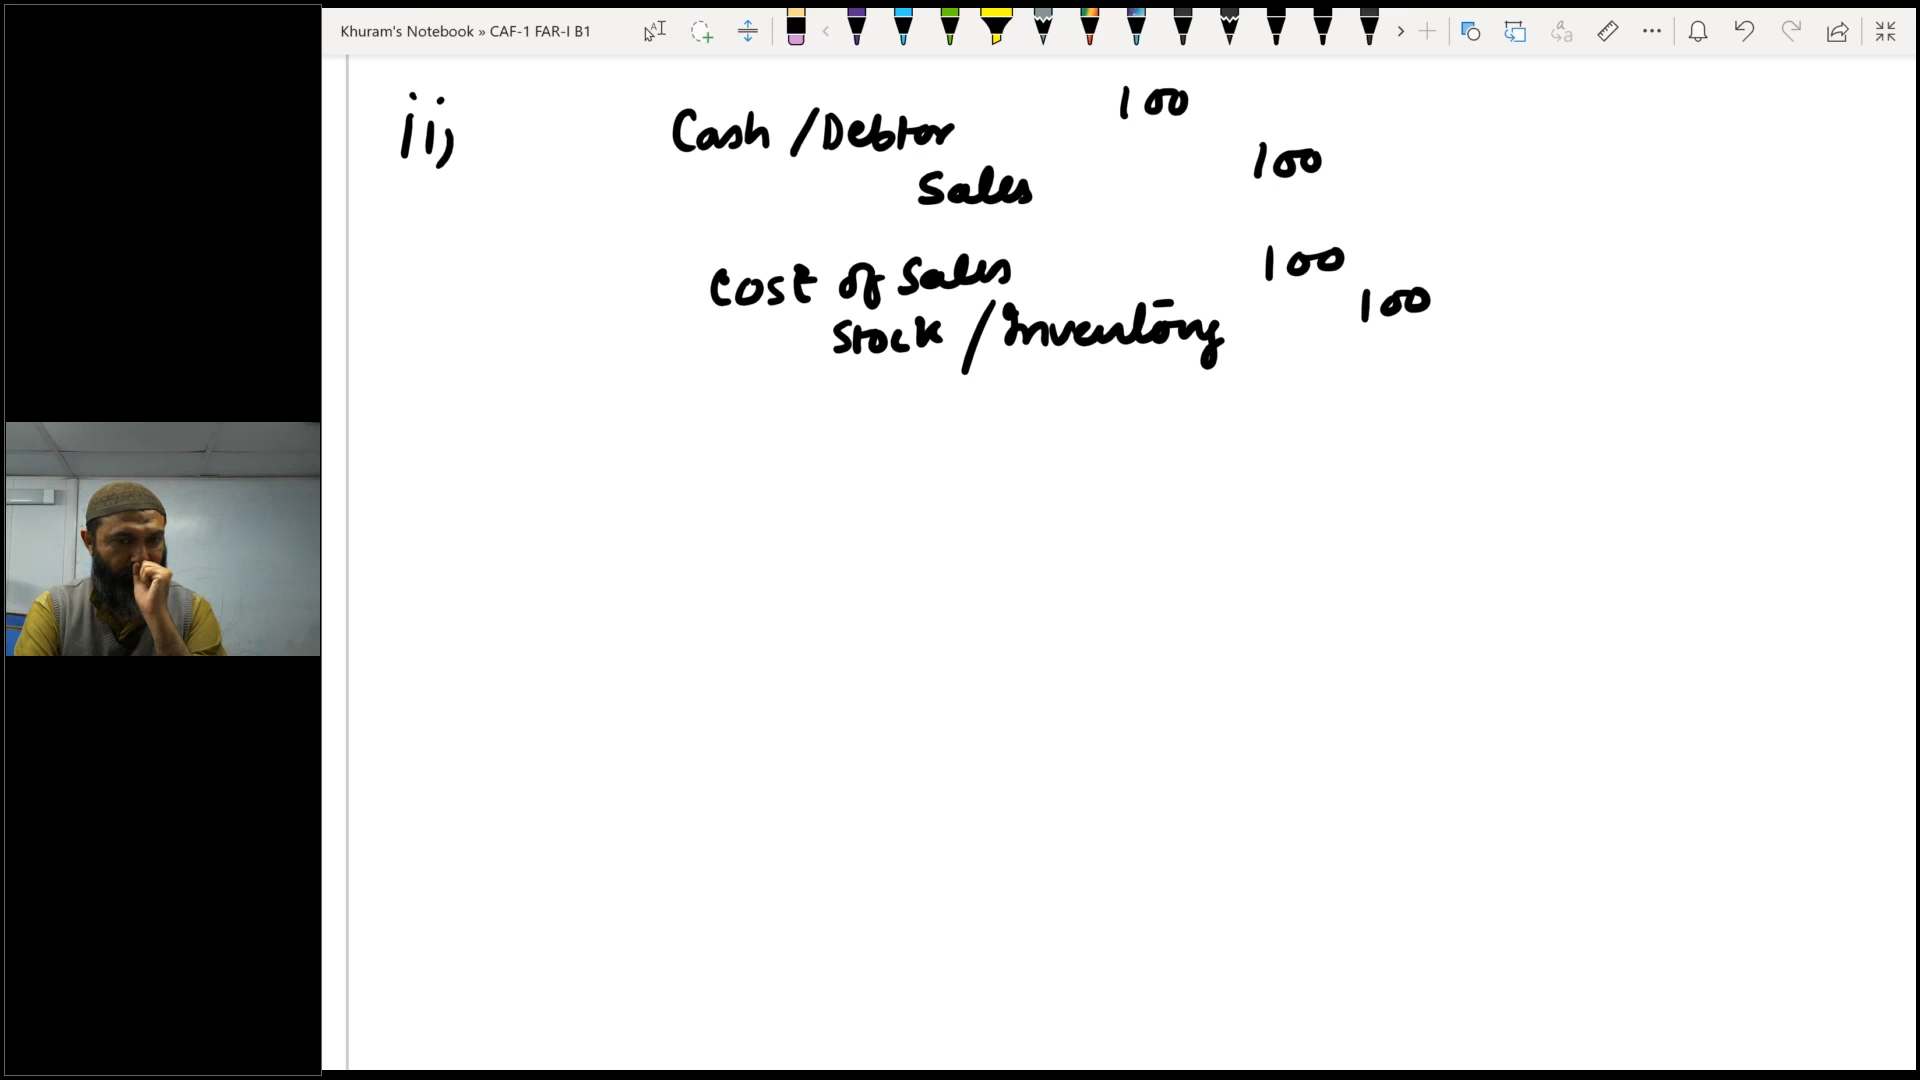 Khuram's Notebook » CAF-1 FAR-I B1
ii,
Cash / Debtor 100
Sales 100
Cost of Sales 100
Stock / Inventory 100